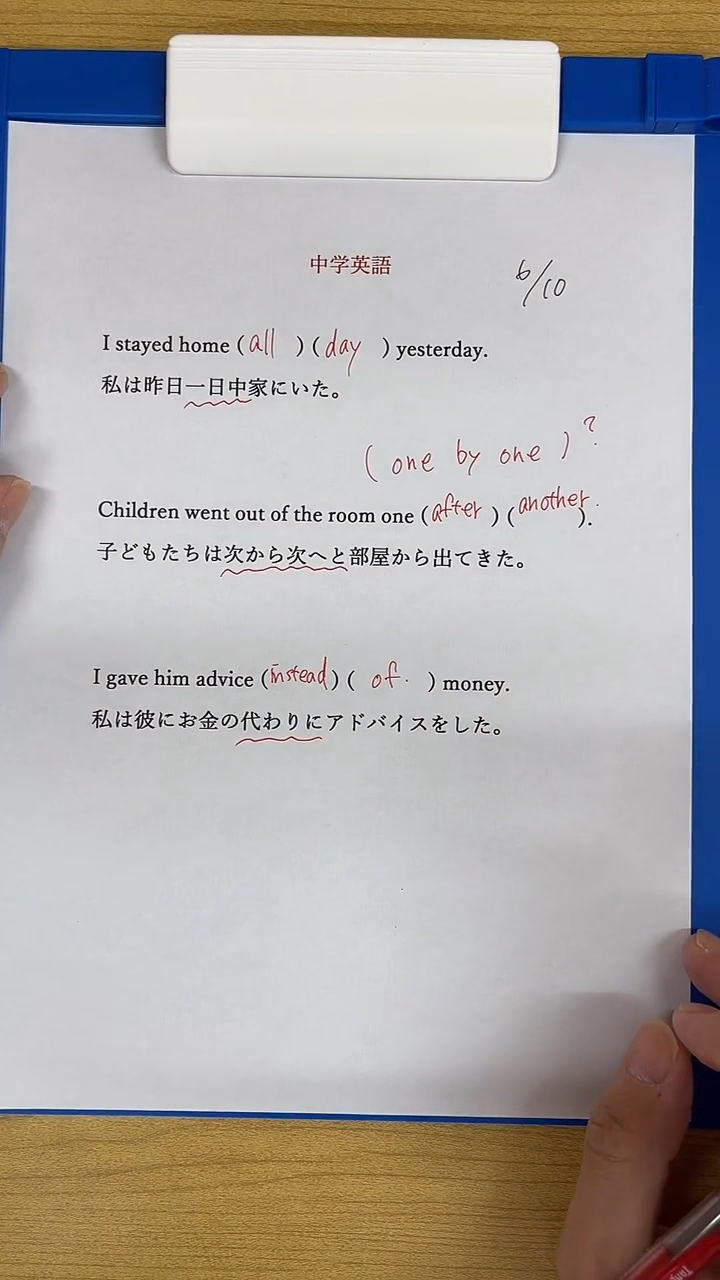 中学英語
6/10
I stayed home (all) (day) yesterday.
私は昨日一日中家にいた。
(one by one)?
Children went out of the room one (after) (another).
子どもたちは次から次へと部屋から出てきた。
I gave him advice (instead) (of) money.
私は彼にお金の代わりにアドバイスをした。